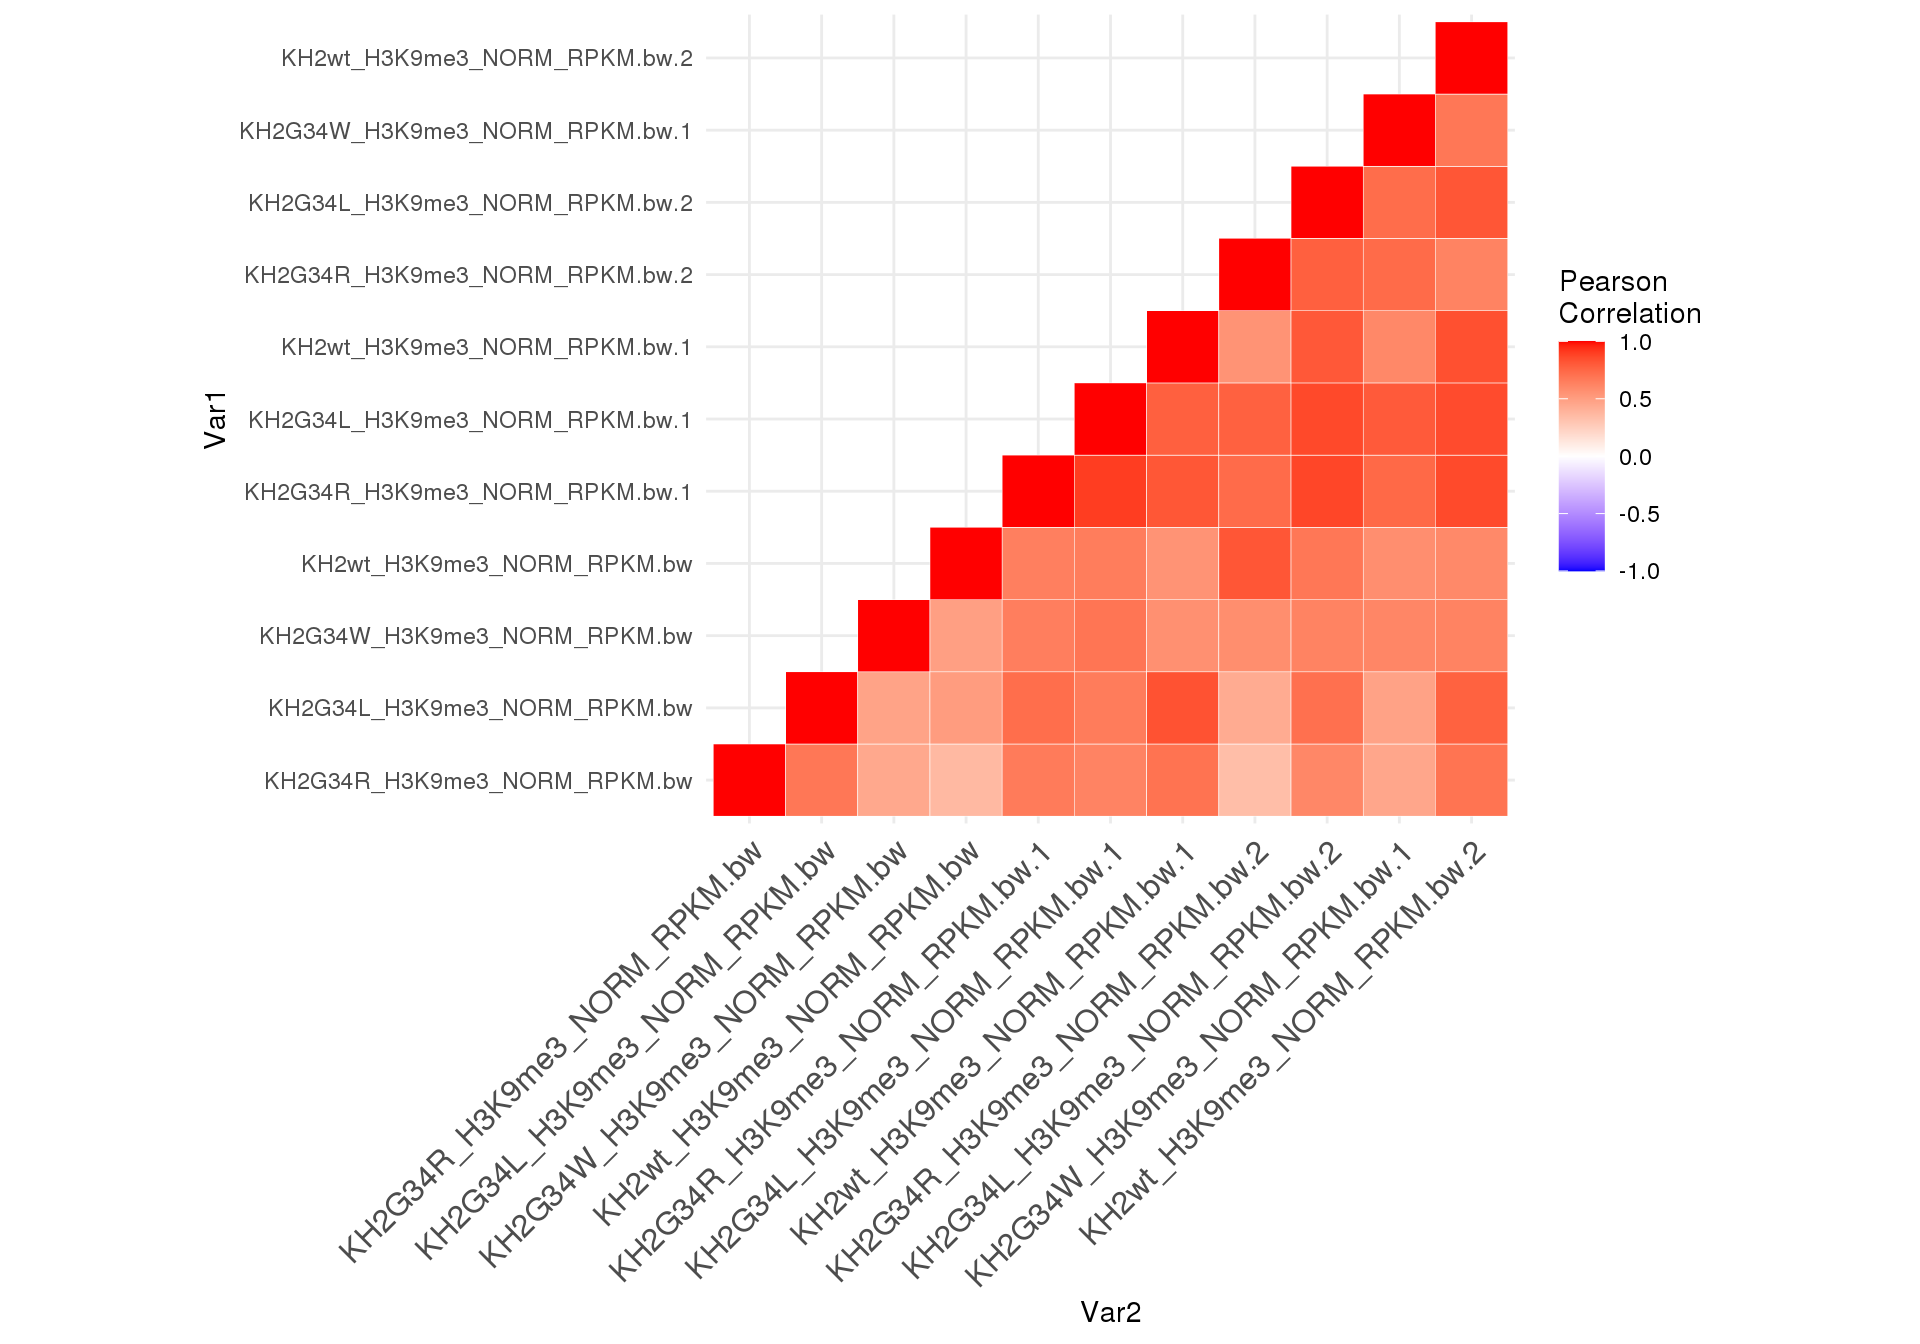 KH2wt_H3K9me3_NORM_RPKM.bw.2
KH2G34W_H3K9me3_NORM_RPKM.bw.1
KH2G34L_H3K9me3_NORM_RPKM.bw.2
KH2G34R_H3K9me3_NORM_RPKM.bw.2
KH2wt_H3K9me3_NORM_RPKM.bw.1
KH2G34L_H3K9me3_NORM_RPKM.bw.1
KH2G34R_H3K9me3_NORM_RPKM.bw.1
KH2wt_H3K9me3_NORM_RPKM.bw
KH2G34W_H3K9me3_NORM_RPKM.bw
KH2G34L_H3K9me3_NORM_RPKM.bw
KH2G34R_H3K9me3_NORM_RPKM.bw
Var1
Pearson
Correlation
1.0
0.5
0.0
-0.5
-1.0
KH2G34R_H3K9me3_NORM_RPKM.bw
KH2G34L_H3K9me3_NORM_RPKM.bw
KH2G34W_H3K9me3_NORM_RPKM.bw
KH2wt_H3K9me3_NORM_RPKM.bw
KH2G34R_H3K9me3_NORM_RPKM.bw.1
KH2G34L_H3K9me3_NORM_RPKM.bw.1
KH2wt_H3K9me3_NORM_RPKM.bw.1
KH2G34R_H3K9me3_NORM_RPKM.bw.2
KH2G34L_H3K9me3_NORM_RPKM.bw.2
KH2G34W_H3K9me3_NORM_RPKM.bw.1
KH2wt_H3K9me3_NORM_RPKM.bw.2
Var2